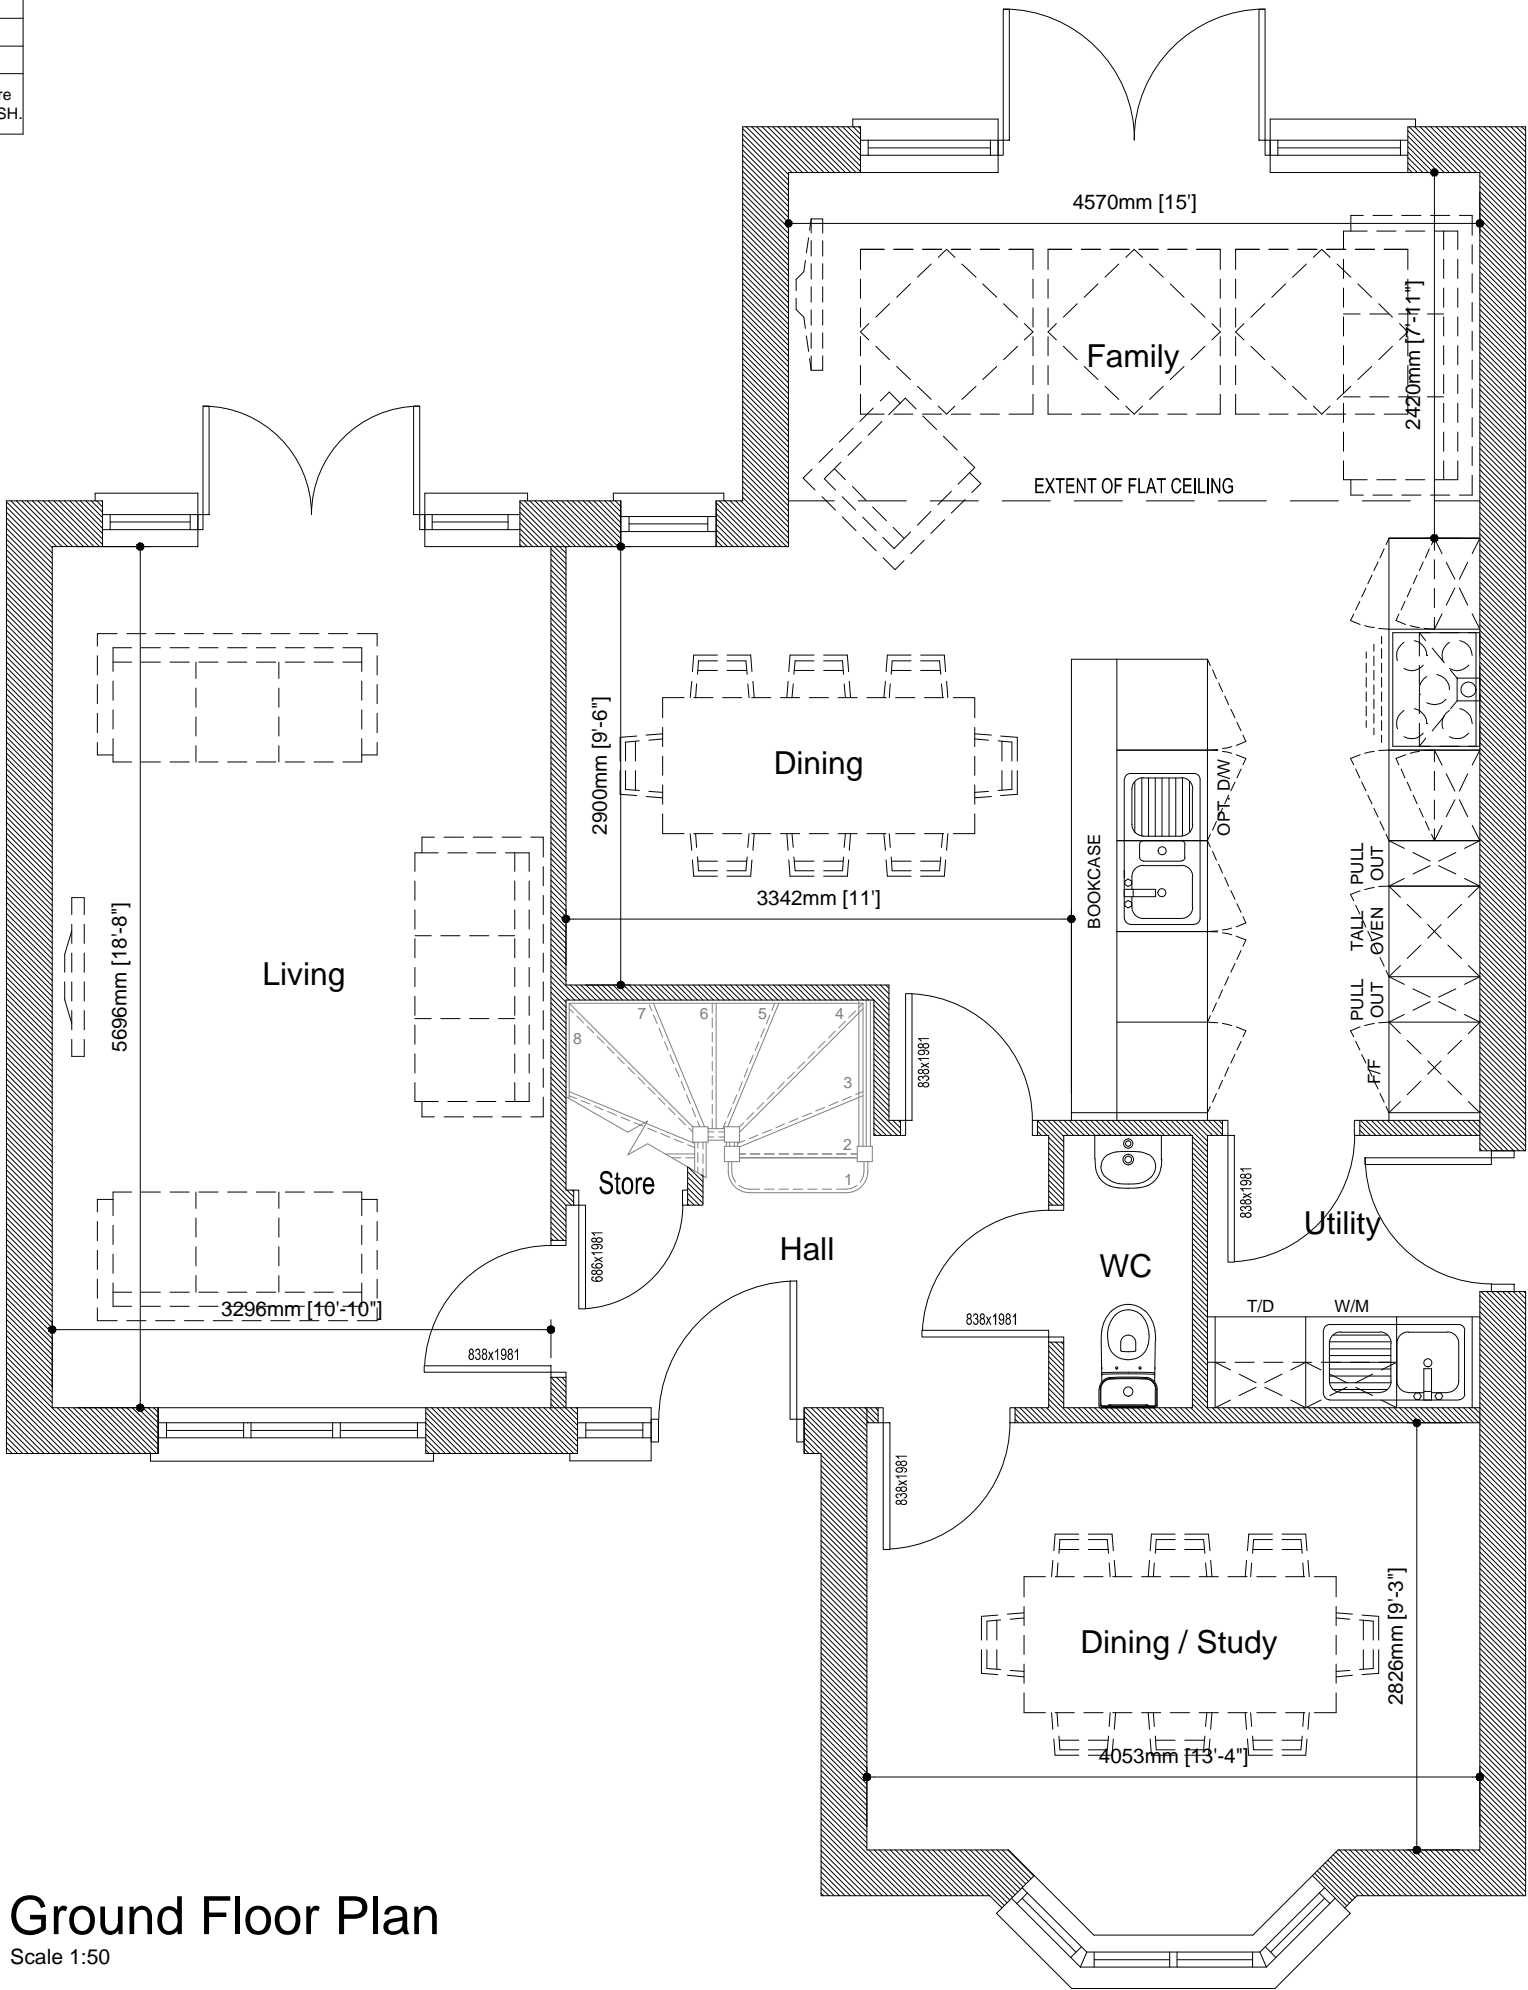 re
SH.
4570mm [15']
Family
2420mm [7'-11"]
EXTENT OF FLAT CEILING
2900mm [9'-6"]
Dining
OPT. D/W
BOOKCASE
3342mm [11']
PULL
OUT
TALL
OVEN
PULL
OUT
F/F
5696mm [18'-8"]
Living
7
6
5
4
8
3
2
1
838x1981
Store
686x1981
Hall
838x1981
WC
838x1981
Utility
T/D
W/M
3296mm [10'-10"]
838x1981
838x1981
Dining / Study
2826mm [9'-3"]
4053mm [13'-4"]
Ground Floor Plan
Scale 1:50